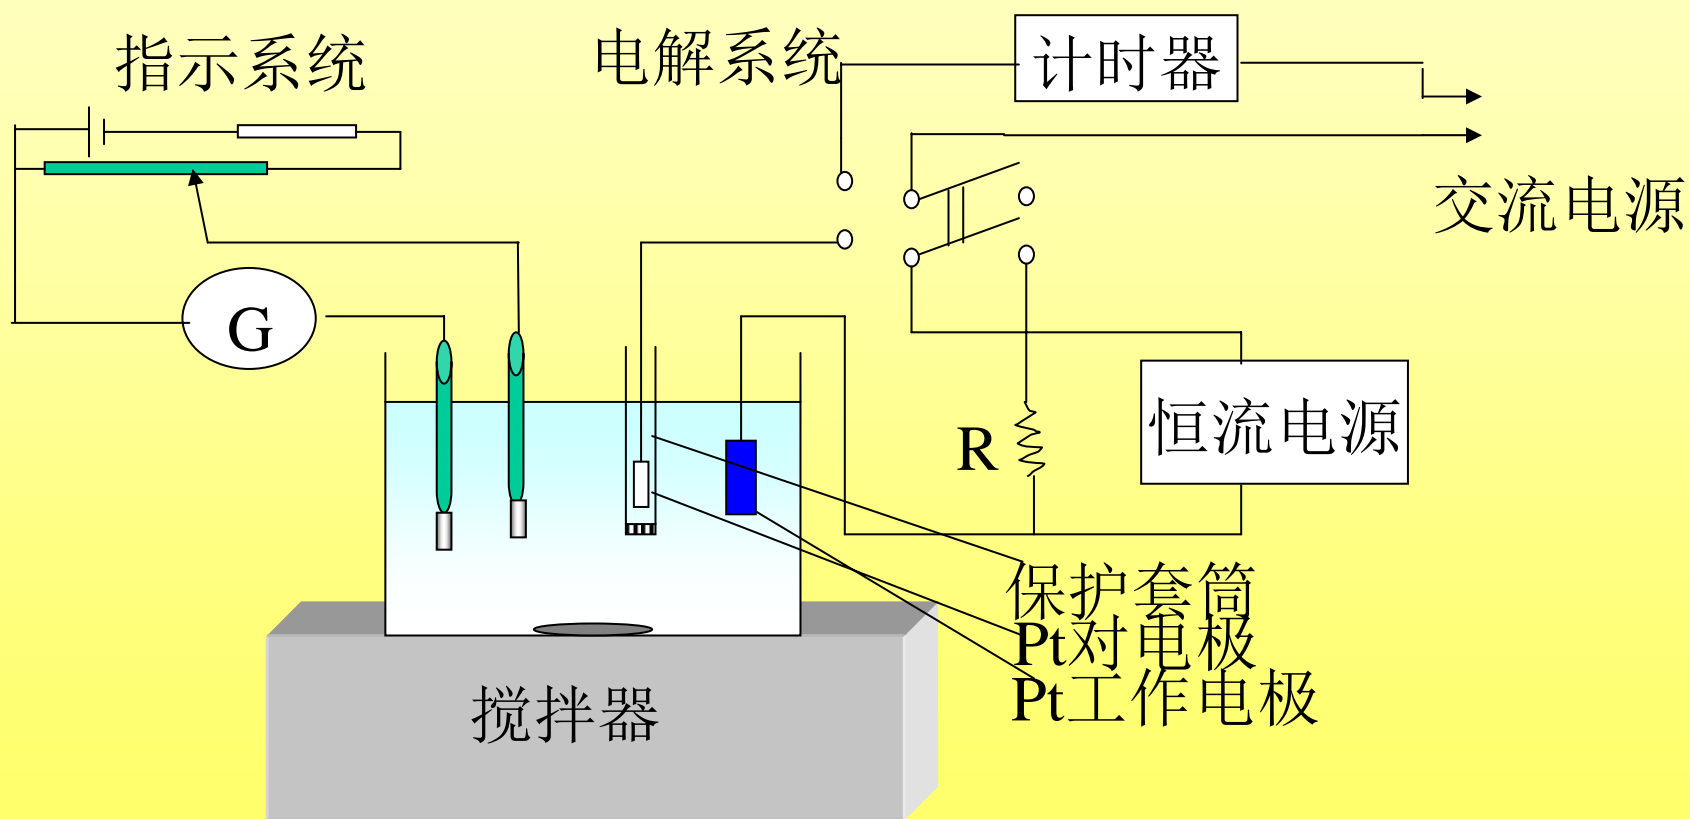 指示系统
电解系统
计时器
交流电源
G
R
恒流电源
保护套筒
Pt对电极
Pt工作电极
搅拌器